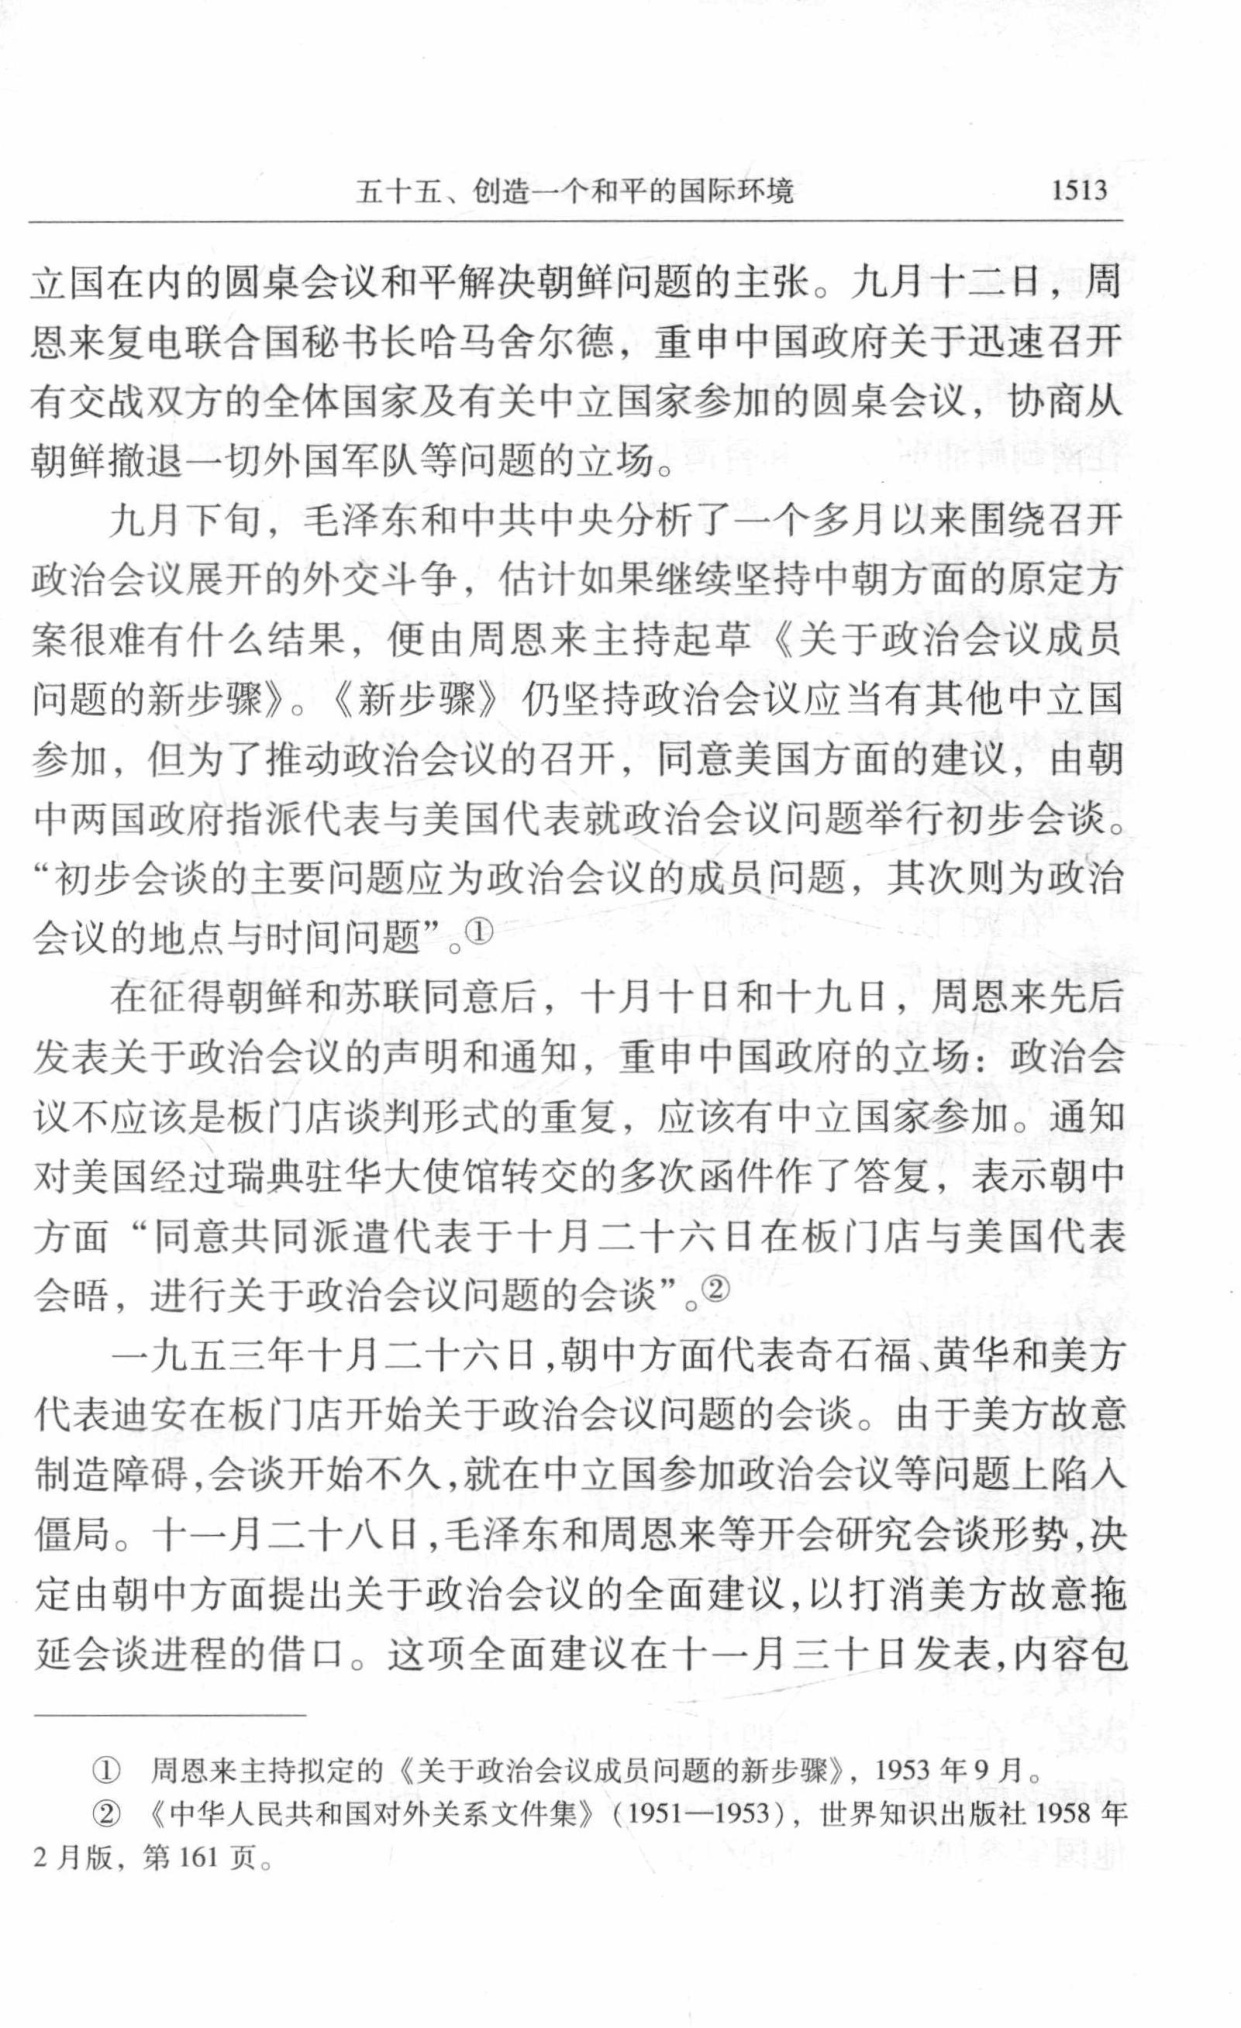 五十五、创造一个和平的国际环境 1513
立国在内的圆桌会议和平解决朝鲜问题的主张。九月十二日，周
恩来复电联合国秘书长哈马舍尔德，重申中国政府关于迅速召开
有交战双方的全体国家及有关中立国家参加的圆桌会议，协商从
朝鲜撤退一切外国军队等问题的立场。
九月下旬，毛泽东和中共中央分析了一个多月以来围绕召开
政治会议展开的外交斗争，估计如果继续坚持中朝方面的原定方
案很难有什么结果，便由周恩来主持起草《关于政治会议成员
问题的新步骤》。《新步骤》仍坚持政治会议应当有其他中立国
参加，但为了推动政治会议的召开，同意美国方面的建议，由朝
中两国政府指派代表与美国代表就政治会议问题举行初步会谈。
“初步会谈的主要问题应为政治会议的成员问题，其次则为政治
会议的地点与时间问题”。①
在征得朝鲜和苏联同意后，十月十日和十九日，周恩来先后
发表关于政治会议的声明和通知，重申中国政府的立场：政治会
议不应该是板门店谈判形式的重复，应该有中立国家参加。通知
对美国经过瑞典驻华大使馆转交的多次函件作了答复，表示朝中
方面“同意共同派遣代表于十月二十六日在板门店与美国代表
会晤，进行关于政治会议问题的会谈”。②
一九五三年十月二十六日，朝中方面代表奇石福、黄华和美方
代表迪安在板门店开始关于政治会议问题的会谈。由于美方故意
制造障碍，会谈开始不久，就在中立国参加政治会议等问题上陷入
僵局。十一月二十八日，毛泽东和周恩来等开会研究会谈形势，决
定由朝中方面提出关于政治会议的全面建议，以打消美方故意拖
延会谈进程的借口。这项全面建议在十一月三十日发表，内容包
① 周恩来主持拟定的《关于政治会议成员问题的新步骤》，1953年9月。
② 《中华人民共和国对外关系文件集》（1951—1953），世界知识出版社1958年
2月版，第161页。